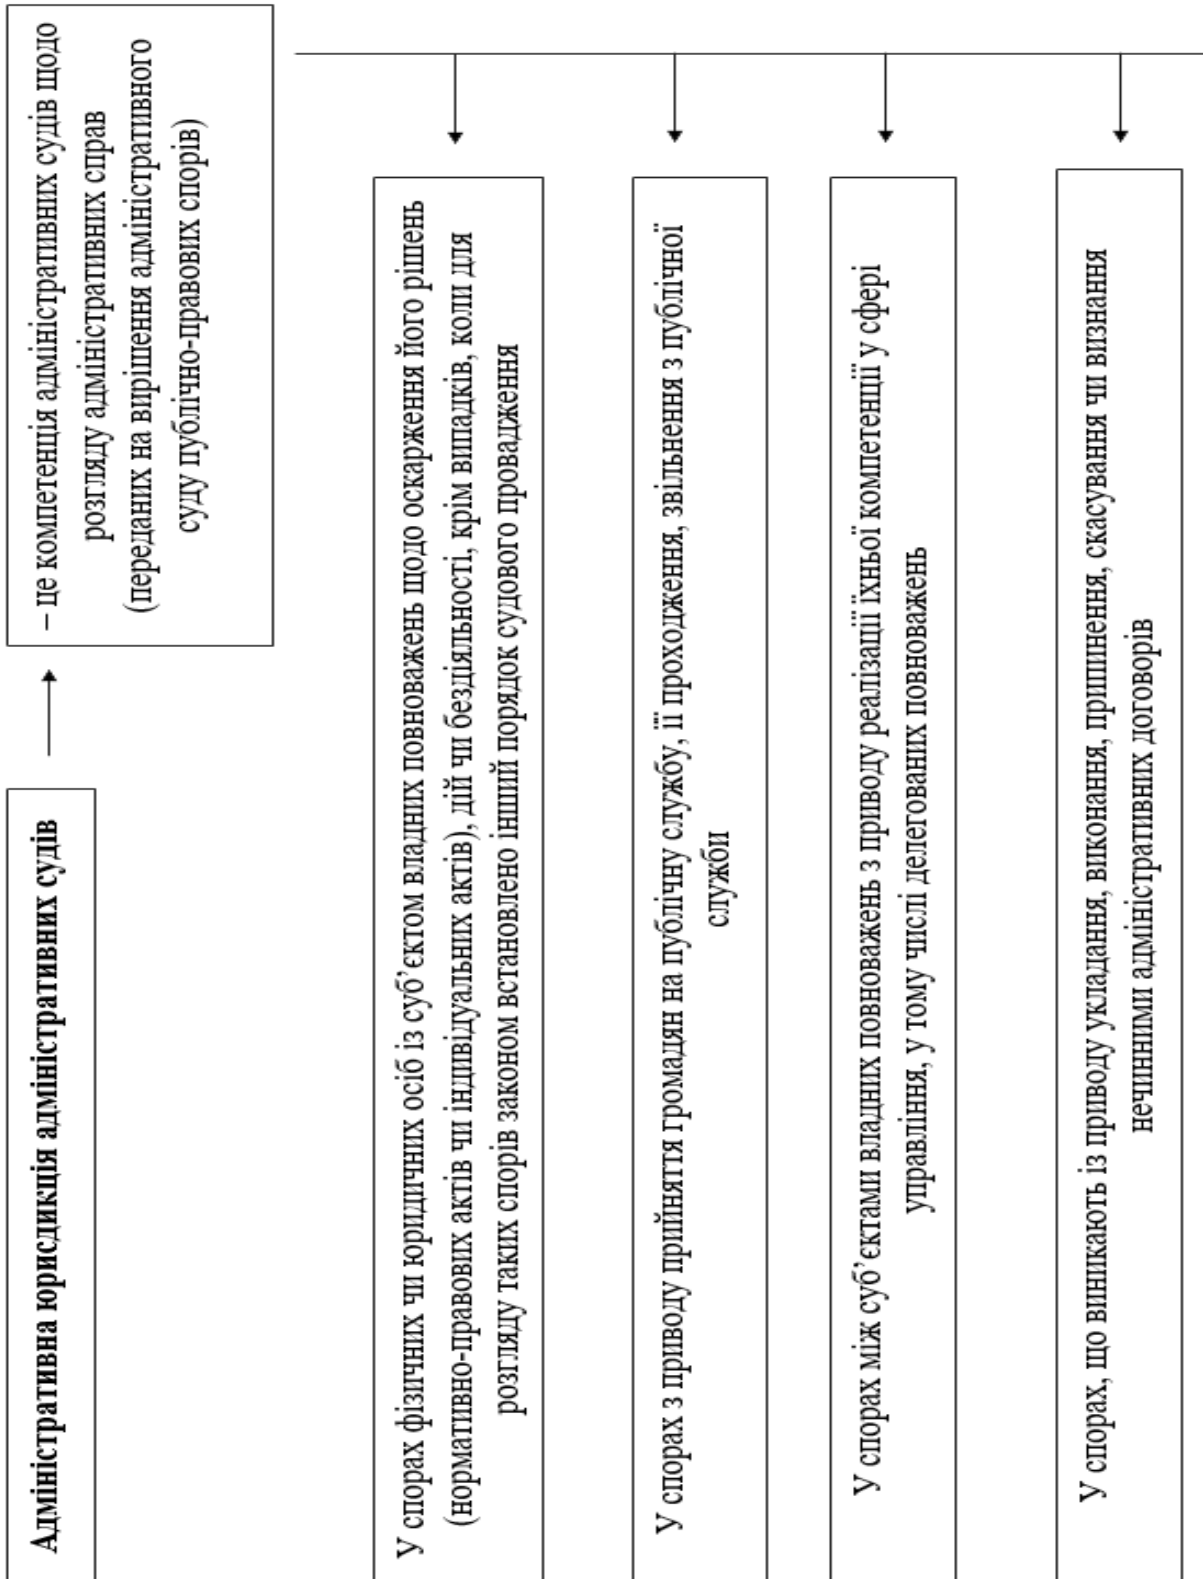 Адміністративна юрисдикція адміністративних судів
– це компетенція адміністративних судів щодо
розгляду адміністративних справ
(переданих на вирішення адміністративного
суду публічно-правових спорів)
У спорах фізичних чи юридичних осіб із суб’єктом владних повноважень щодо оскарження його рішень
(нормативно-правових актів чи індивідуальних актів), дій чи бездіяльності, крім випадків, коли для
розгляду таких спорів законом встановлено інший порядок судового провадження
У спорах з приводу прийняття громадян на публічну службу, її проходження, звільнення з публічної
служби
У спорах між суб’єктами владних повноважень з приводу реалізації їхньої компетенції у сфері
управління, у тому числі делегованих повноважень
У спорах, що виникають із приводу укладання, виконання, припинення, скасування чи визнання
нечинними адміністративних договорів